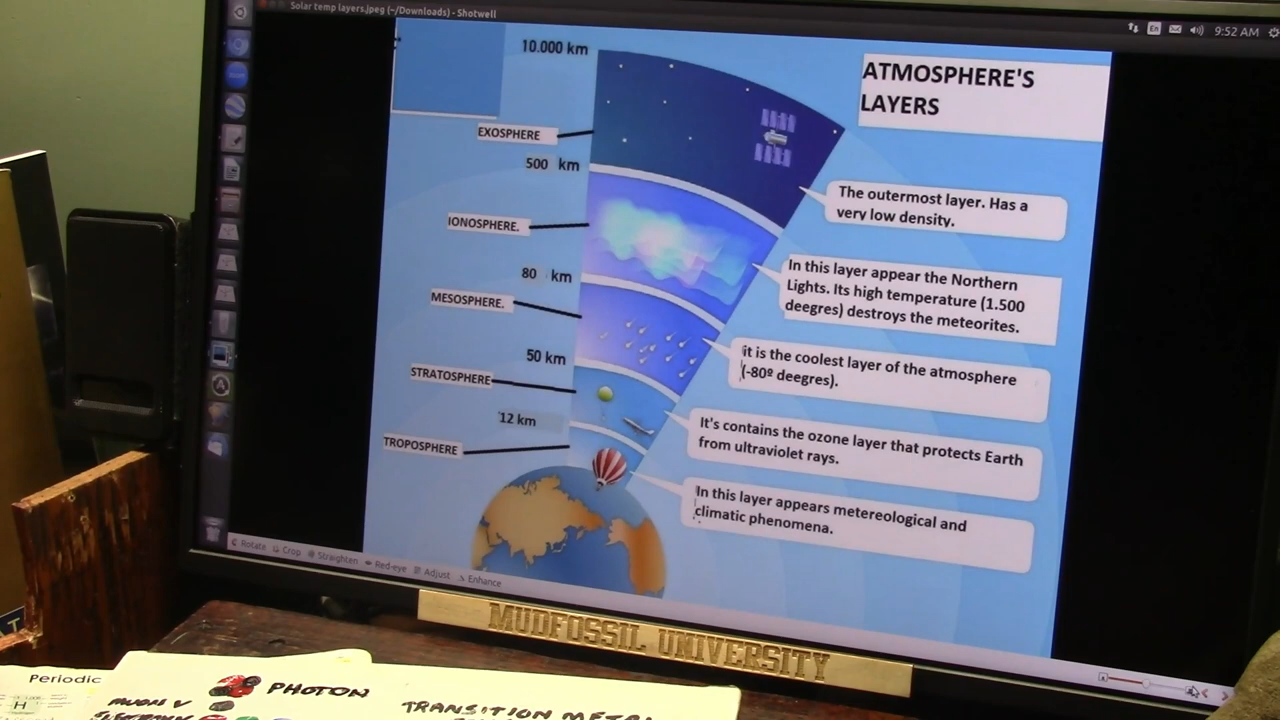 Solar temp layers.jpeg (~/Downloads) - Shotwell
En
9:52 AM
ATMOSPHERE'S
LAYERS
10.000 km
EXOSPHERE
500 km
The outermost layer. Has a
very low density.
IONOSPHERE.
In this layer appear the Northern
Lights. Its high temperature (1.500
deegres) destroys the meteorites.
80 km
MESOSPHERE.
it is the coolest layer of the atmosphere
(-80º deegres).
50 km
STRATOSPHERE
It's contains the ozone layer that protects Earth
from ultraviolet rays.
12 km
TROPOSPHERE
In this layer appears metereological and
climatic phenomena.
Rotate Crop Straighten Red-eye Adjust Enhance
MUDFOSSIL UNIVERSITY
Periodic
H
PHOTON
TRANSITION METAL